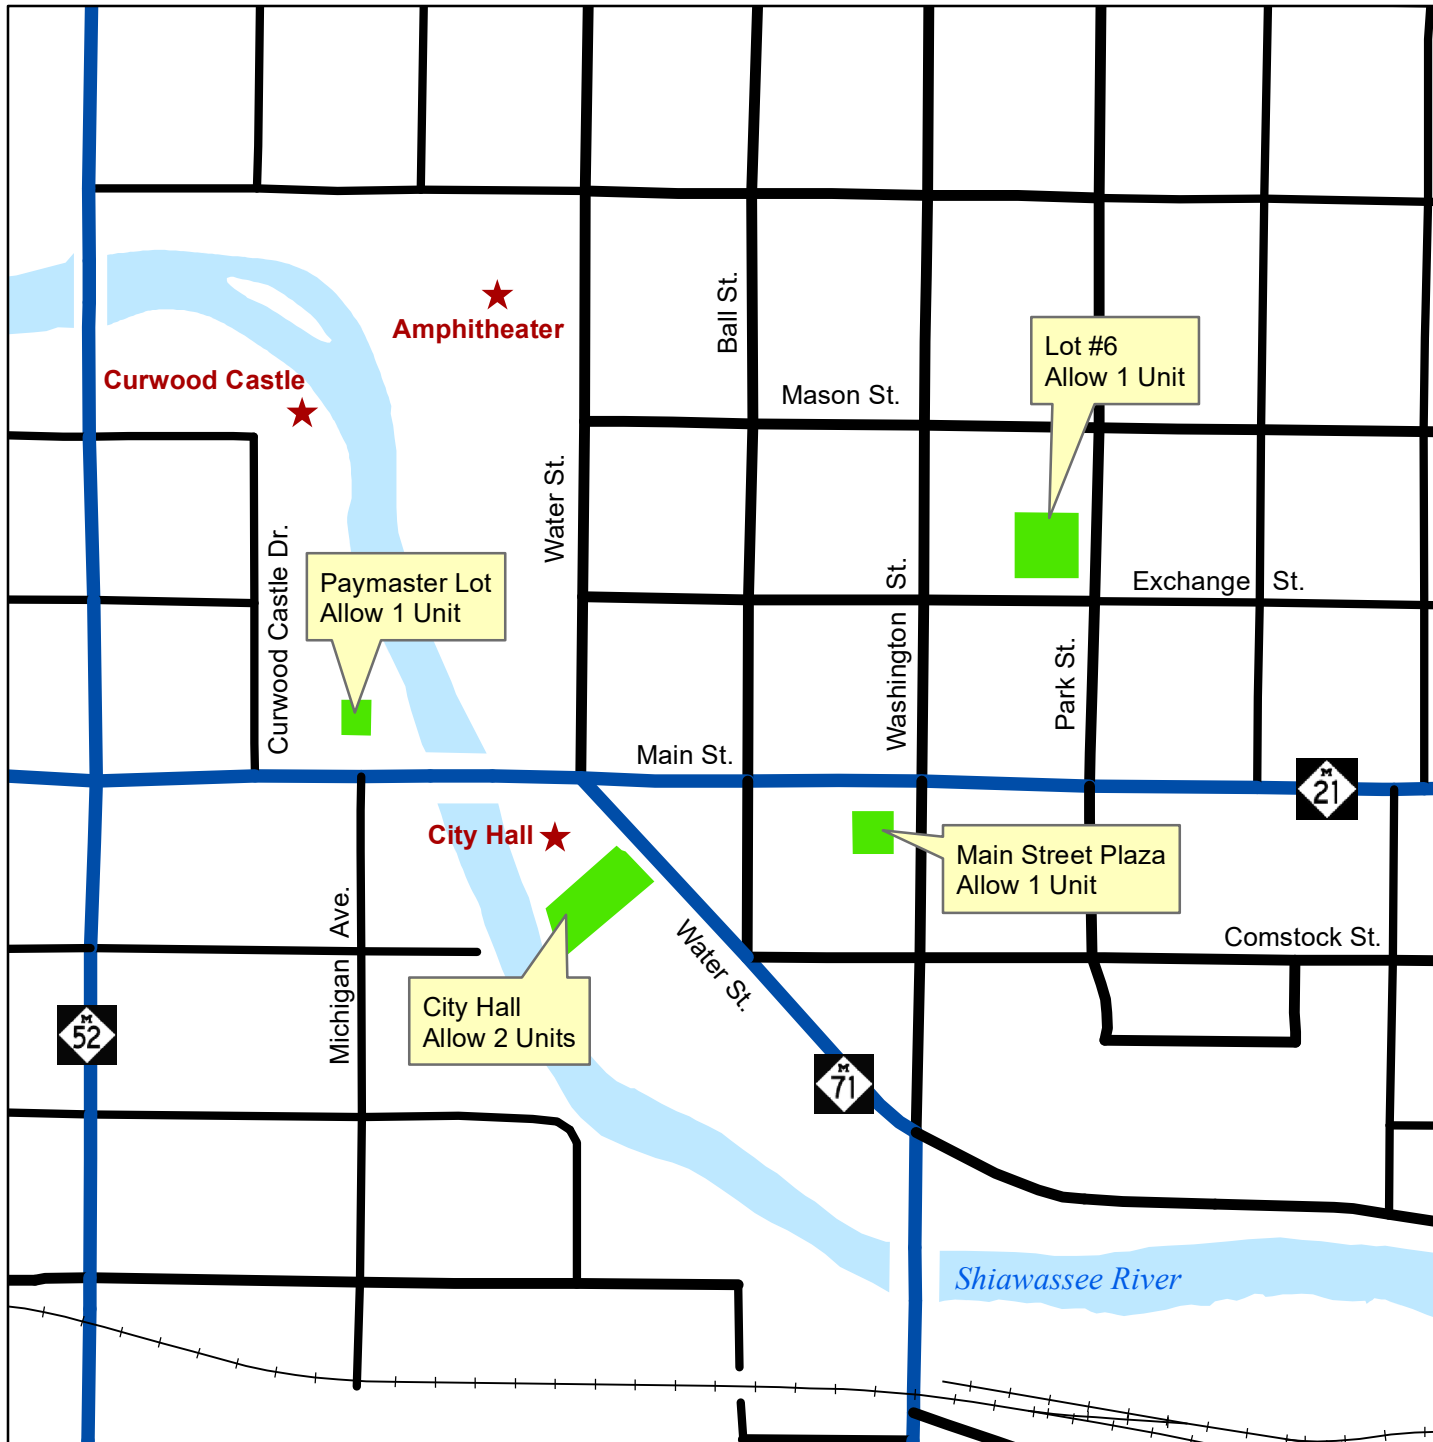 Amphitheater
Curwood Castle
Ball St.
Lot #6
Allow 1 Unit
Mason St.
Water St.
Curwood Castle Dr.
Paymaster Lot
Allow 1 Unit
Washington St.
Exchange St.
Park St.
Main St.
M
21
City Hall
Main Street Plaza
Allow 1 Unit
Michigan Ave.
Water St.
Comstock St.
City Hall
Allow 2 Units
M
52
M
71
Shiawassee River